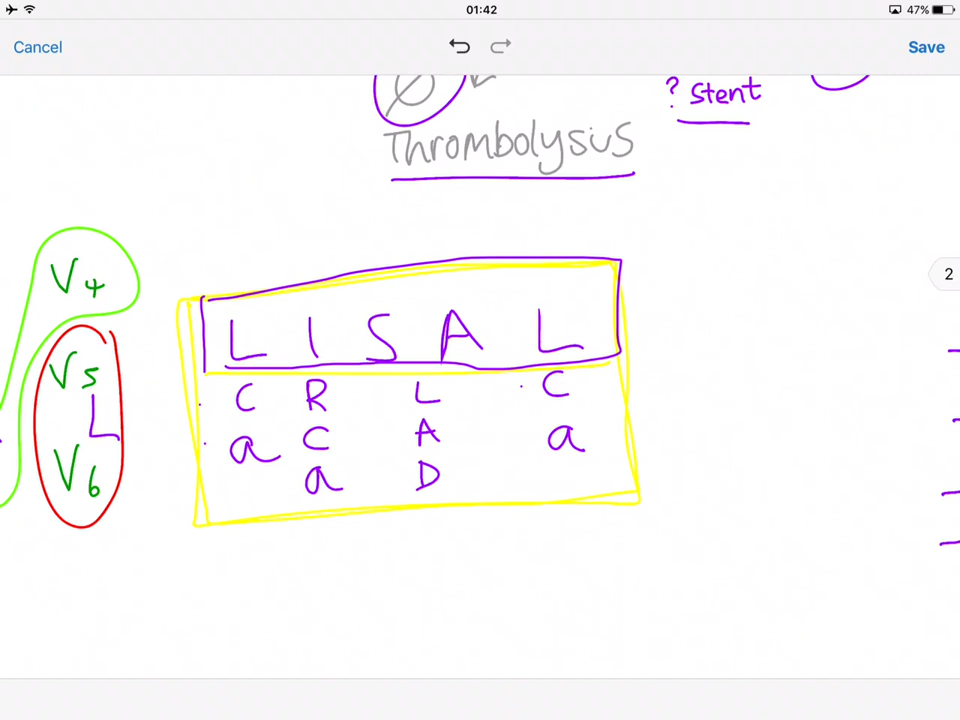 01:42
47%
Cancel
Save
? Stent
Thrombolysis
2
V4
V5
L
V6
L I S A L
C R L C
a C A a
a D